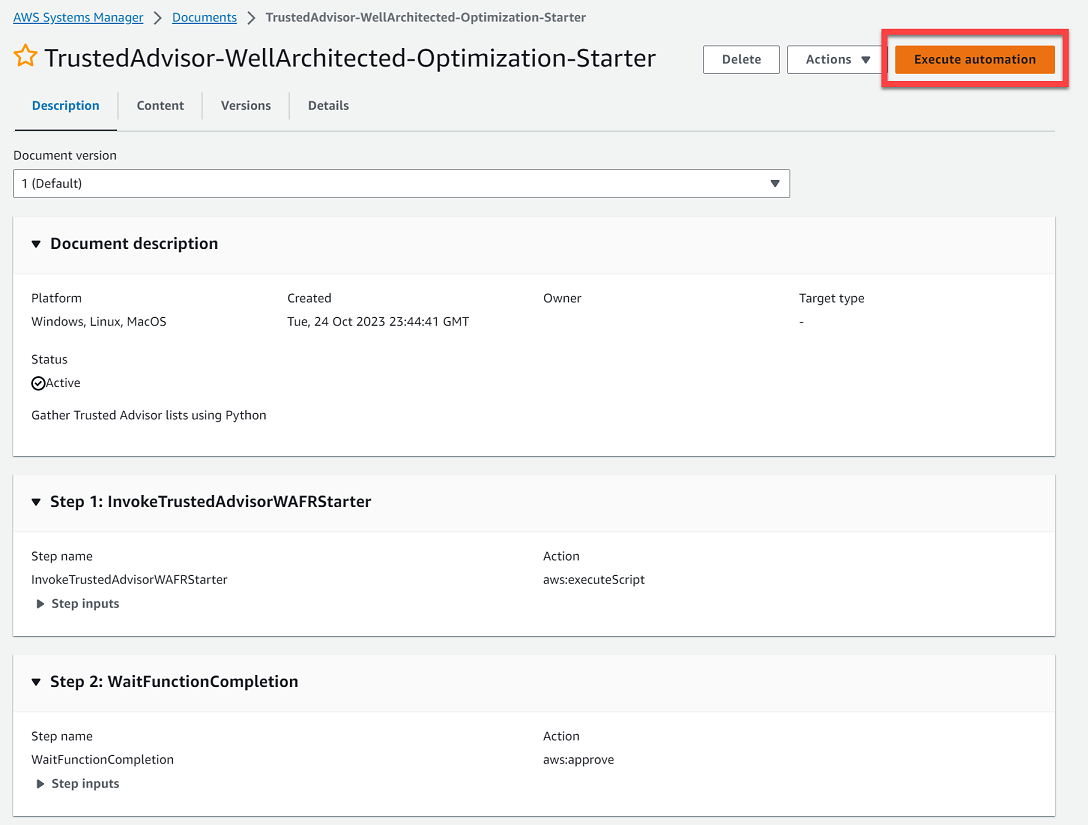 AWS Systems Manager > Documents > TrustedAdvisor-WellArchitected-Optimization-Starter
TrustedAdvisor-WellArchitected-Optimization-Starter
Delete Actions Execute automation
Description Content Versions Details
Document version
1 (Default)
Document description
Platform Created Owner Target type
Windows, Linux, MacOS Tue, 24 Oct 2023 23:44:41 GMT -
Status
Active
Gather Trusted Advisor lists using Python
Step 1: InvokeTrustedAdvisorWAFRStarter
Step name Action
InvokeTrustedAdvisorWAFRStarter aws:executeScript
Step inputs
Step 2: WaitFunctionCompletion
Step name Action
WaitFunctionCompletion aws:approve
Step inputs